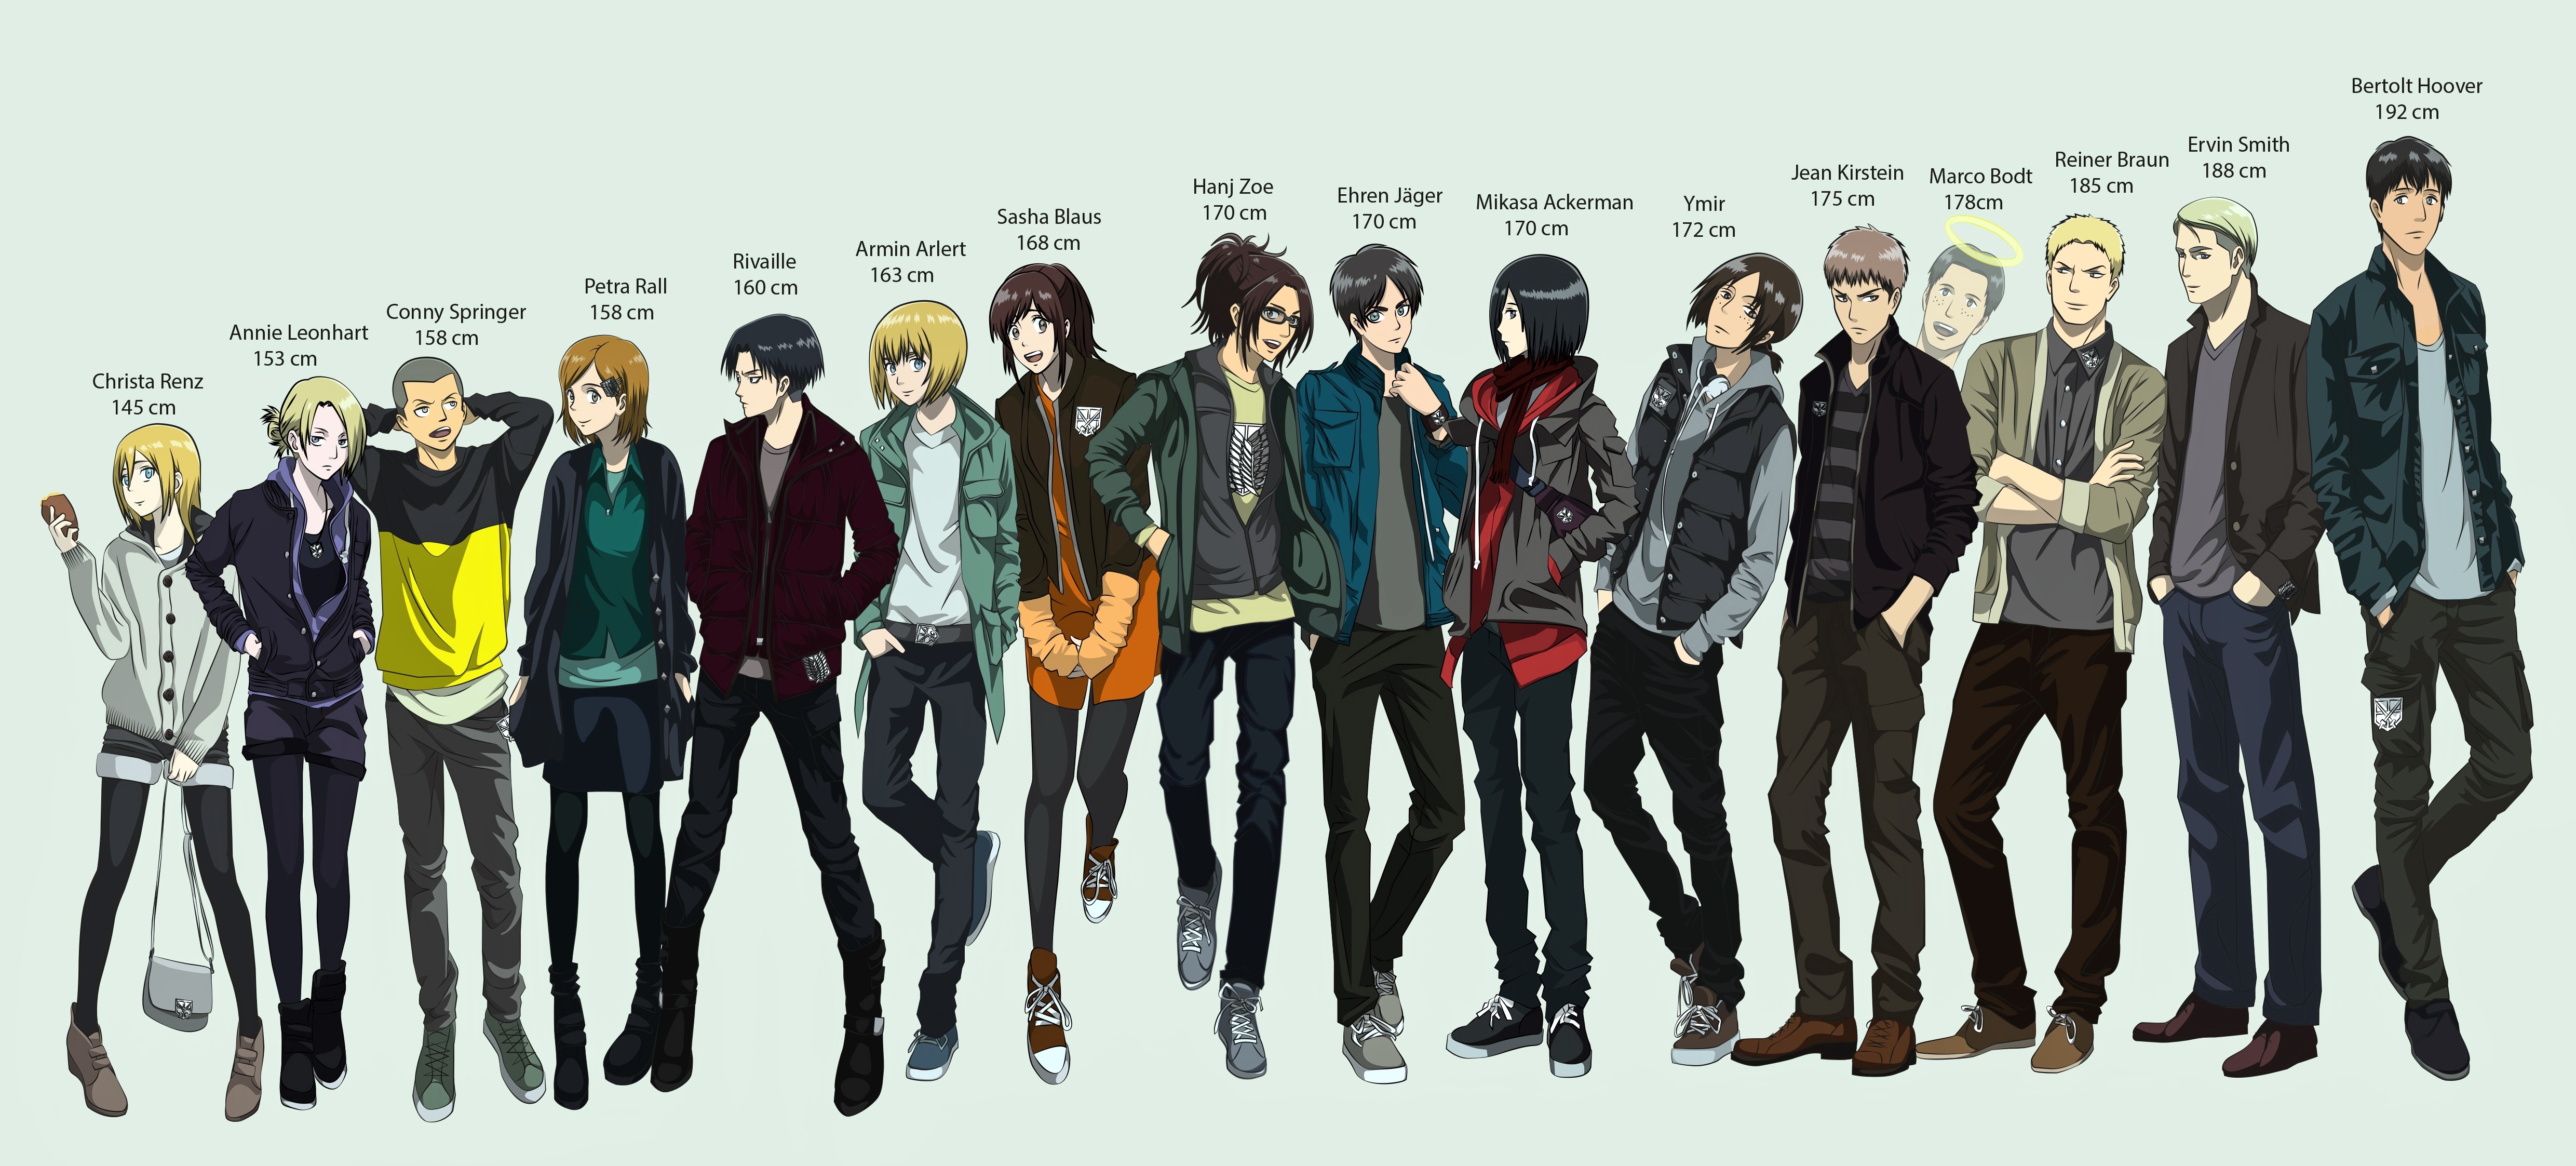 Christa Renz
145 cm
Annie Leonhart
153 cm
Conny Springer
158 cm
Petra Rall
158 cm
Rivaille
160 cm
Armin Arlert
163 cm
Sasha Blaus
168 cm
Hanj Zoe
170 cm
Ehren Jäger
170 cm
Mikasa Ackerman
170 cm
Ymir
172 cm
Jean Kirstein
175 cm
Marco Bodt
178cm
Reiner Braun
185 cm
Ervin Smith
188 cm
Bertolt Hoover
192 cm